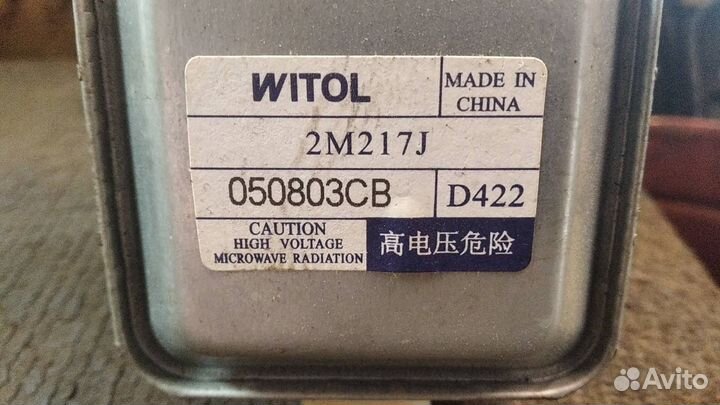 WITOL
MADE IN
CHINA
2M217J
050803CB
D422
CAUTION
HIGH VOLTAGE
MICROWAVE RADIATION
高电压危险
Avito